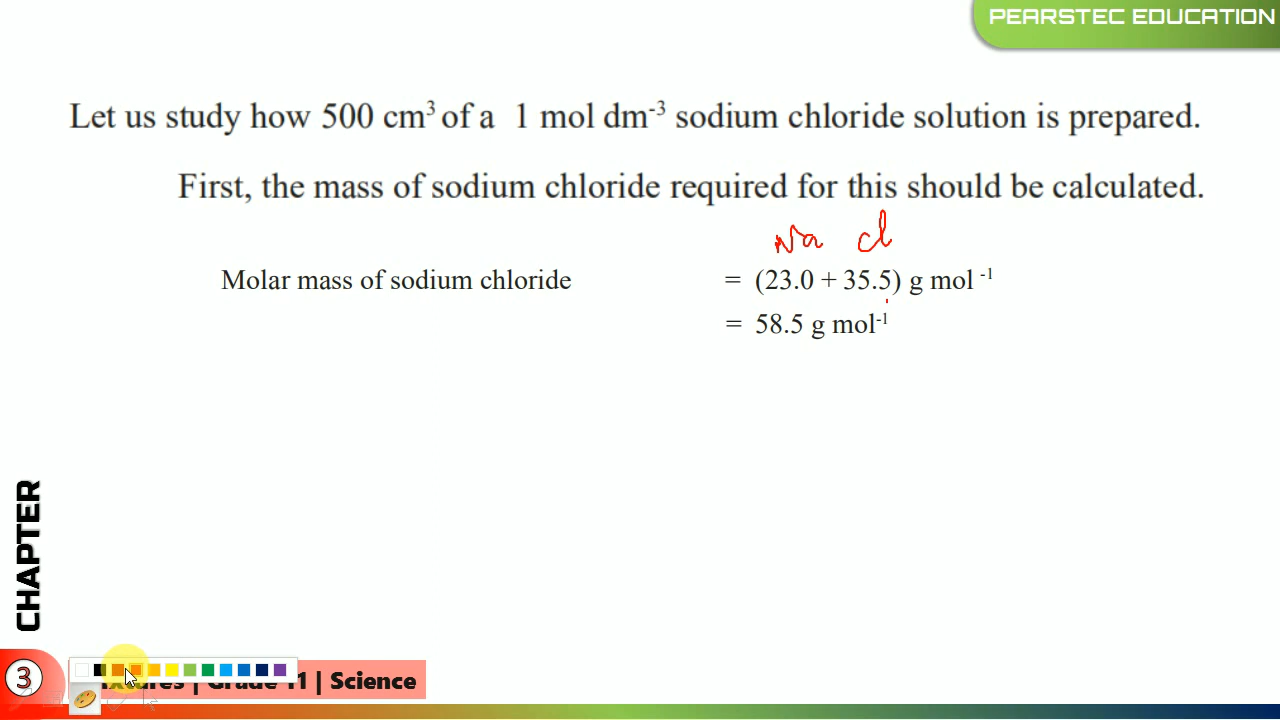 PEARSTEC EDUCATION
Let us study how 500 cm³ of a 1 mol dm⁻³ sodium chloride solution is prepared.
First, the mass of sodium chloride required for this should be calculated.
Na Cl
Molar mass of sodium chloride = (23.0 + 35.5) g mol ⁻¹
= 58.5 g mol⁻¹
CHAPTER
3
| Grade 11 | Science